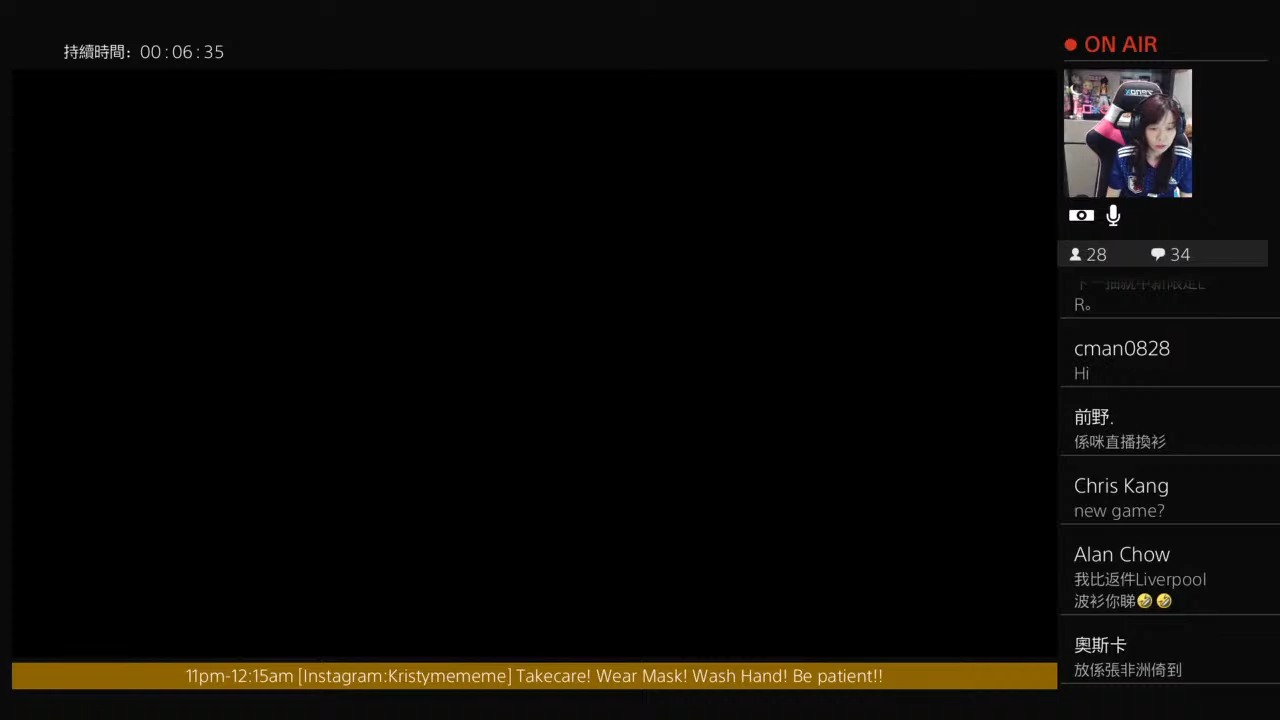 持續時間：00:06:35
ON AIR
28
34
R。
cman0828
Hi
前野.
係咪直播換衫
Chris Kang
new game?
Alan Chow
我比返件Liverpool
波衫你睇🤣🤣
奧斯卡
放係張非洲倚到
11pm-12:15am [Instagram:Kristymememe] Takecare! Wear Mask! Wash Hand! Be patient!!